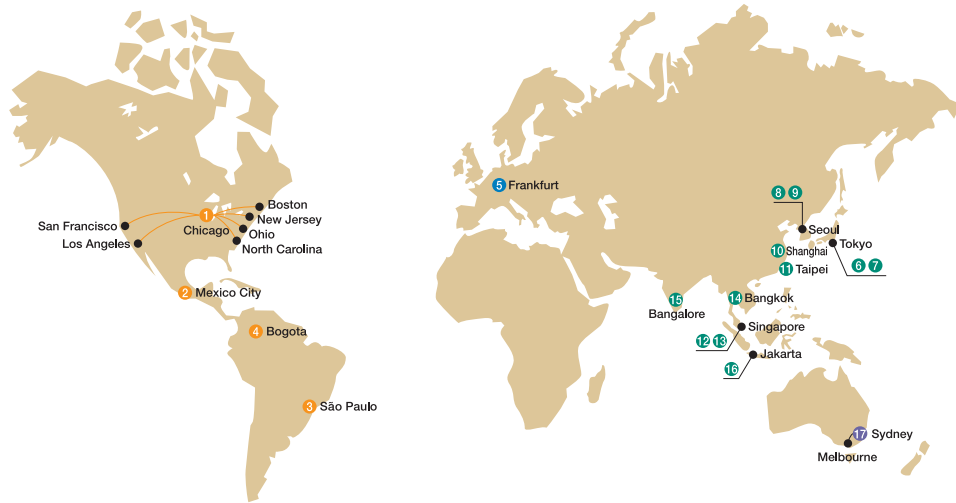 Boston
1
New Jersey
San Francisco
Chicago
Ohio
Los Angeles
North Carolina
2 Mexico City
4 Bogota
3 São Paulo
5 Frankfurt
8 9
Seoul
Tokyo
10 Shanghai
6 7
11 Taipei
15
Bangalore
14 Bangkok
Singapore
12 13
Jakarta
16
17 Sydney
Melbourne